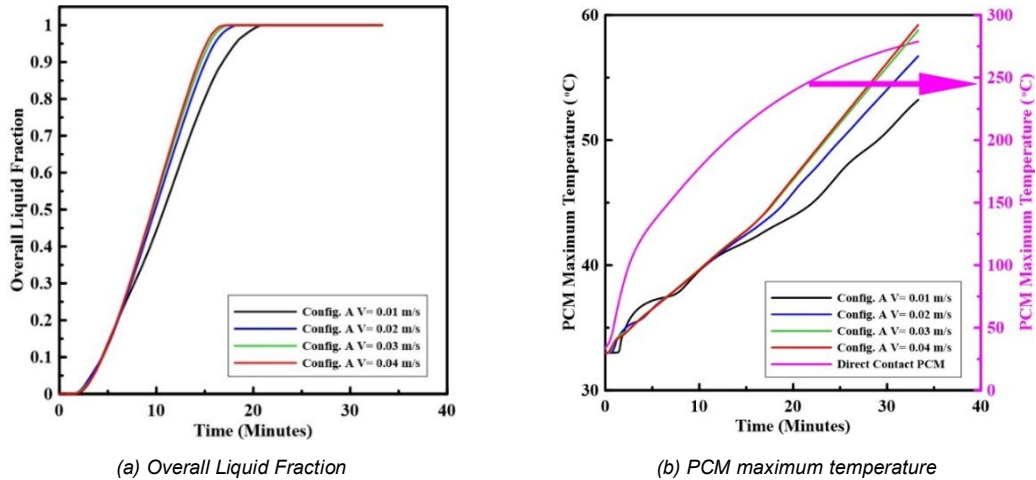 Overall Liquid Fraction
1
0.9
0.8
0.7
0.6
0.5
0.4
0.3
0.2
0.1
0
0
10
20
30
40
Time (Minutes)
Config. A V= 0.01 m/s
Config. A V= 0.02 m/s
Config. A V= 0.03 m/s
Config. A V= 0.04 m/s
(a) Overall Liquid Fraction
PCM Maximum Temperature (°C)
60
50
40
30
0
10
20
30
40
Time (Minutes)
Config. A V= 0.01 m/s
Config. A V= 0.02 m/s
Config. A V= 0.03 m/s
Config. A V= 0.04 m/s
Direct Contact PCM
300
250
200
150
100
50
0
PCM Maximum Temperature (°C)
(b) PCM maximum temperature